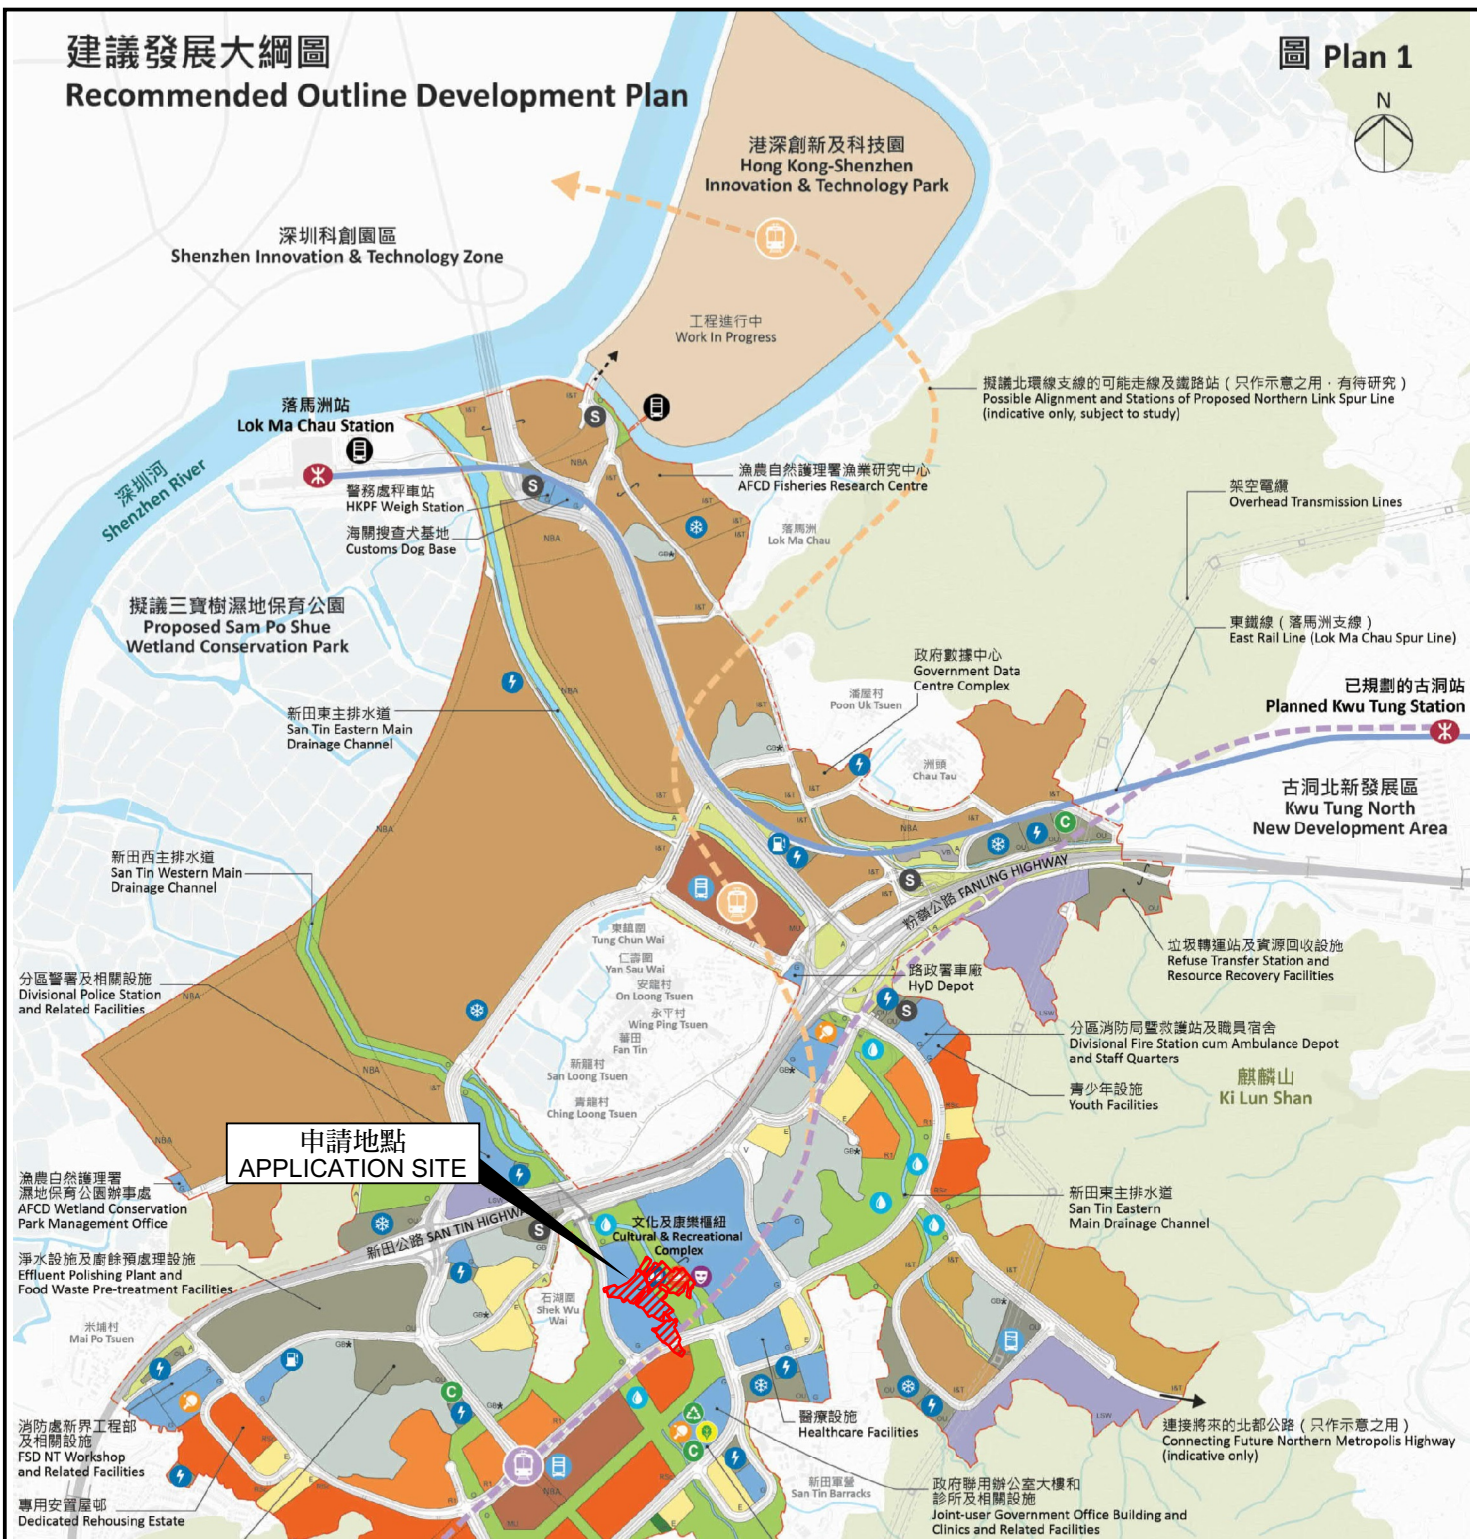 建議發展大綱圖
Recommended Outline Development Plan
圖 Plan 1
N
港深創新及科技園
Hong Kong-Shenzhen
Innovation & Technology Park
深圳科創園區
Shenzhen Innovation & Technology Zone
工程進行中
Work In Progress
擬議北環線支線的可能走線及鐵路站（只作示意之用，有待研究）
Possible Alignment and Stations of Proposed Northern Link Spur Line
(indicative only, subject to study)
落馬洲站
Lok Ma Chau Station
深圳河
Shenzhen River
警務處秤車站
HKPF Weigh Station
海關搜查犬基地
Customs Dog Base
漁農自然護理署漁業研究中心
AFCD Fisheries Research Centre
落馬洲
Lok Ma Chau
架空電纜
Overhead Transmission Lines
擬議三寶樹濕地保育公園
Proposed Sam Po Shue
Wetland Conservation Park
東鐵線（落馬洲支線）
East Rail Line (Lok Ma Chau Spur Line)
政府數據中心
Government Data
Centre Complex
潘屋村
Poon Uk Tsuen
已規劃的古洞站
Planned Kwu Tung Station
新田東主排水道
San Tin Eastern Main
Drainage Channel
洲頭
Chau Tau
古洞北新發展區
Kwu Tung North
New Development Area
新田西主排水道
San Tin Western Main
Drainage Channel
粉嶺公路 FANLING HIGHWAY
東鎮圍
Tung Chun Wai
仁壽圍
Yan Sau Wai
安龍村
On Loong Tsuen
永平村
Wing Ping Tsuen
蕃田
Fan Tin
新龍村
San Loong Tsuen
青龍村
Ching Loong Tsuen
垃圾轉運站及資源回收設施
Refuse Transfer Station and
Resource Recovery Facilities
路政署車廠
HyD Depot
分區警署及相關設施
Divisional Police Station
and Related Facilities
分區消防局暨救護站及職員宿舍
Divisional Fire Station cum Ambulance Depot
and Staff Quarters
麒麟山
Ki Lun Shan
青少年設施
Youth Facilities
申請地點
APPLICATION SITE
漁農自然護理署
濕地保育公園辦事處
AFCD Wetland Conservation
Park Management Office
新田公路 SAN TIN HIGHWAY
文化及康樂樞紐
Cultural & Recreational
Complex
新田東主排水道
San Tin Eastern
Main Drainage Channel
淨水設施及廚餘預處理設施
Effluent Polishing Plant and
Food Waste Pre-treatment Facilities
石湖圍
Shek Wu
Wai
米埔村
Mai Po Tsuen
消防處新界工程部
及相關設施
FSD NT Workshop
and Related Facilities
專用安置屋邨
Dedicated Rehousing Estate
醫療設施
Healthcare Facilities
新田軍營
San Tin Barracks
連接將來的北都公路（只作示意之用）
Connecting Future Northern Metropolis Highway
(indicative only)
政府聯用辦公室大樓和
診所及相關設施
Joint-user Government Office Building and
Clinics and Related Facilities